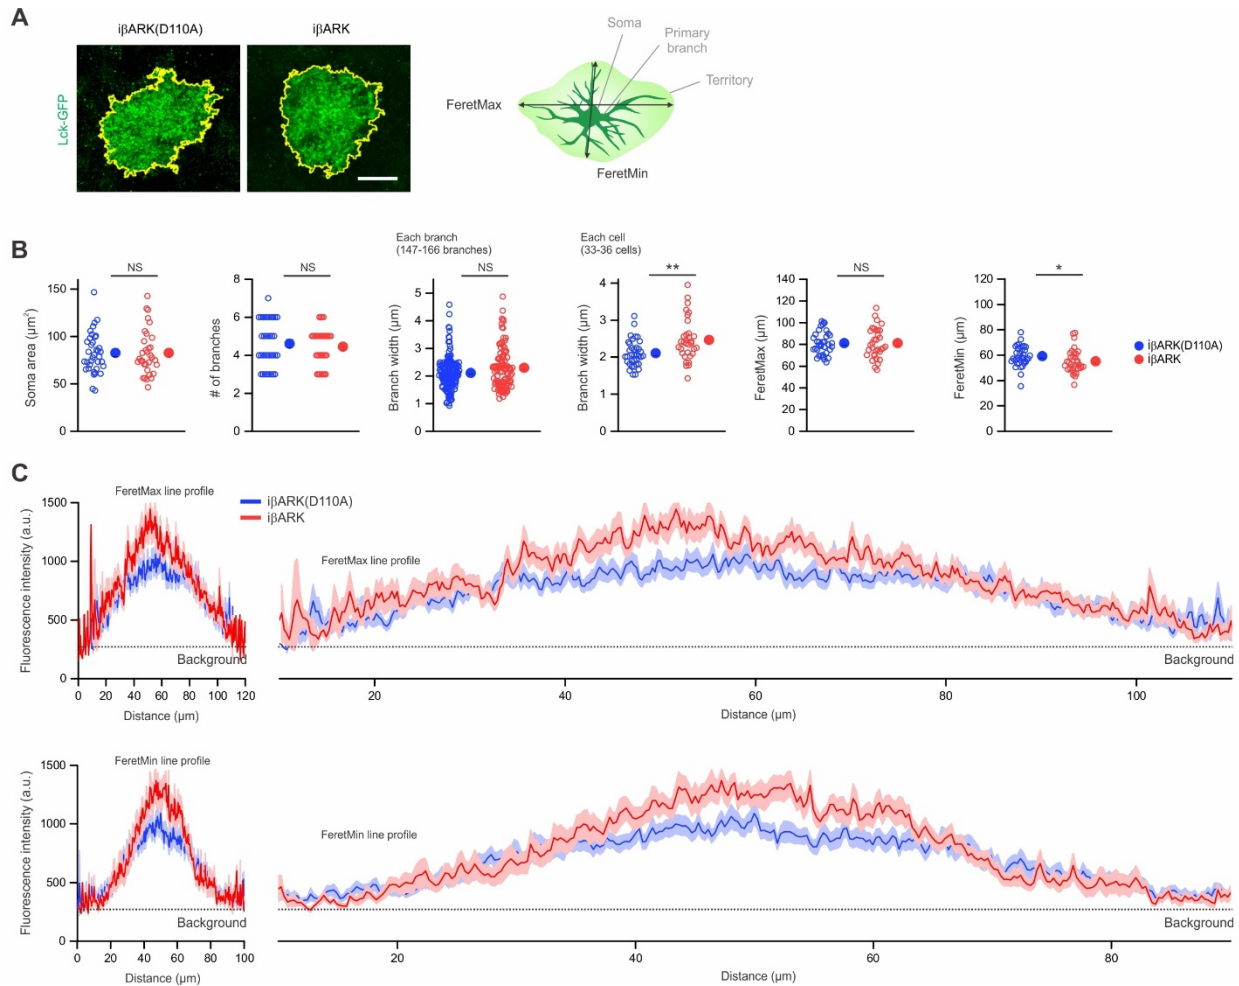 A
iβARK(D110A)
iβARK
Lck-GFP
Soma
Primary
branch
Territory
FeretMax
FeretMin
B
Each branch
(147-166 branches)
Each cell
(33-36 cells)
NS
NS
NS
**
NS
*
Soma area (µm²)
150
100
50
0
# of branches
8
6
4
2
0
Branch width (µm)
5
4
3
2
1
0
Branch width (µm)
4
3
2
1
0
FeretMax (µm)
140
120
100
80
60
40
20
0
FeretMin (µm)
120
100
80
60
40
20
0
iβARK(D110A)
iβARK
C
FeretMax line profile
iβARK(D110A)
iβARK
Fluorescence intensity (a.u.)
1500
1000
500
0
Background
0 20 40 60 80 100 120
Distance (µm)
FeretMax line profile
Background
20 40 60 80 100
Distance (µm)
FeretMin line profile
Fluorescence intensity (a.u.)
1500
1000
500
0
Background
0 20 40 60 80 100
Distance (µm)
FeretMin line profile
Background
20 40 60 80
Distance (µm)